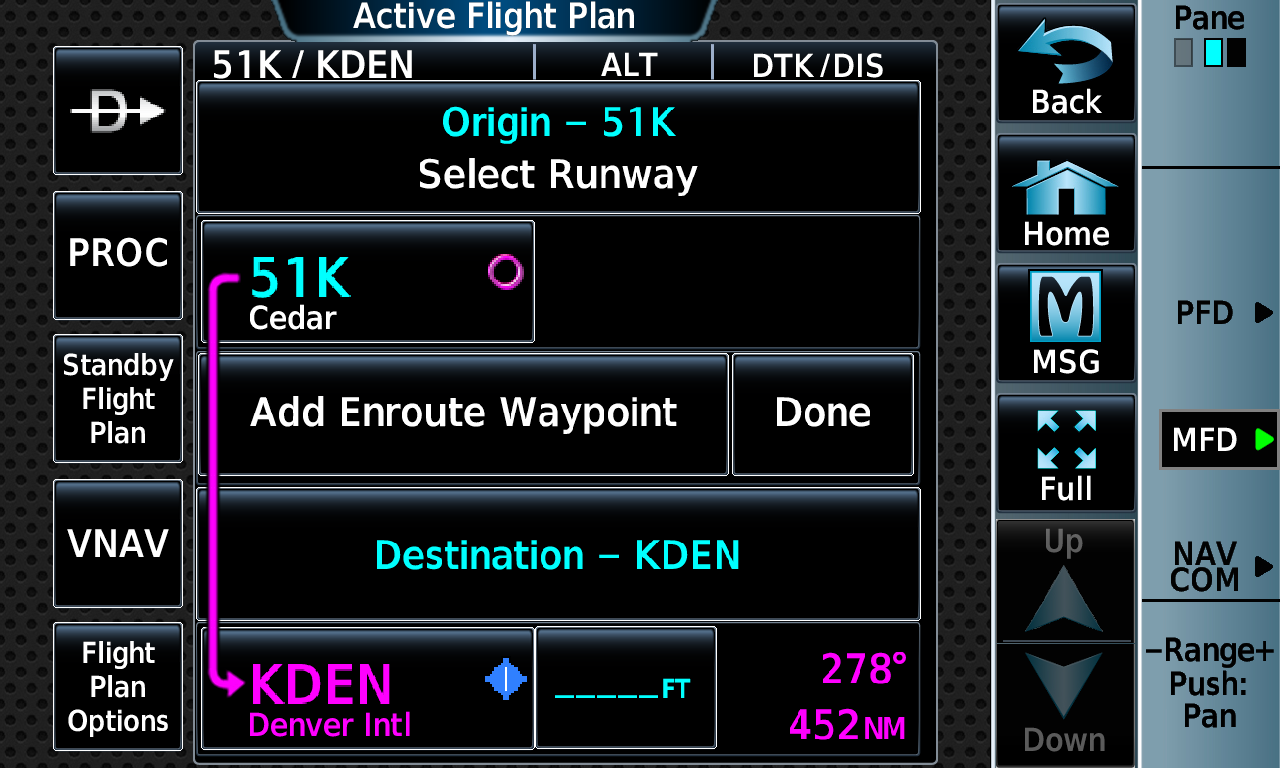 Active Flight Plan
51K / KDEN ALT DTK/DIS
Origin – 51K
Select Runway
51K
Cedar
Add Enroute Waypoint
Done
Destination – KDEN
KDEN
Denver Intl
_____FT
278°
452NM
D
PROC
Standby
Flight
Plan
VNAV
Flight
Plan
Options
Back
Home
M
MSG
Full
Up
Down
Pane
PFD
MFD
NAV
COM
–Range+
Push:
Pan